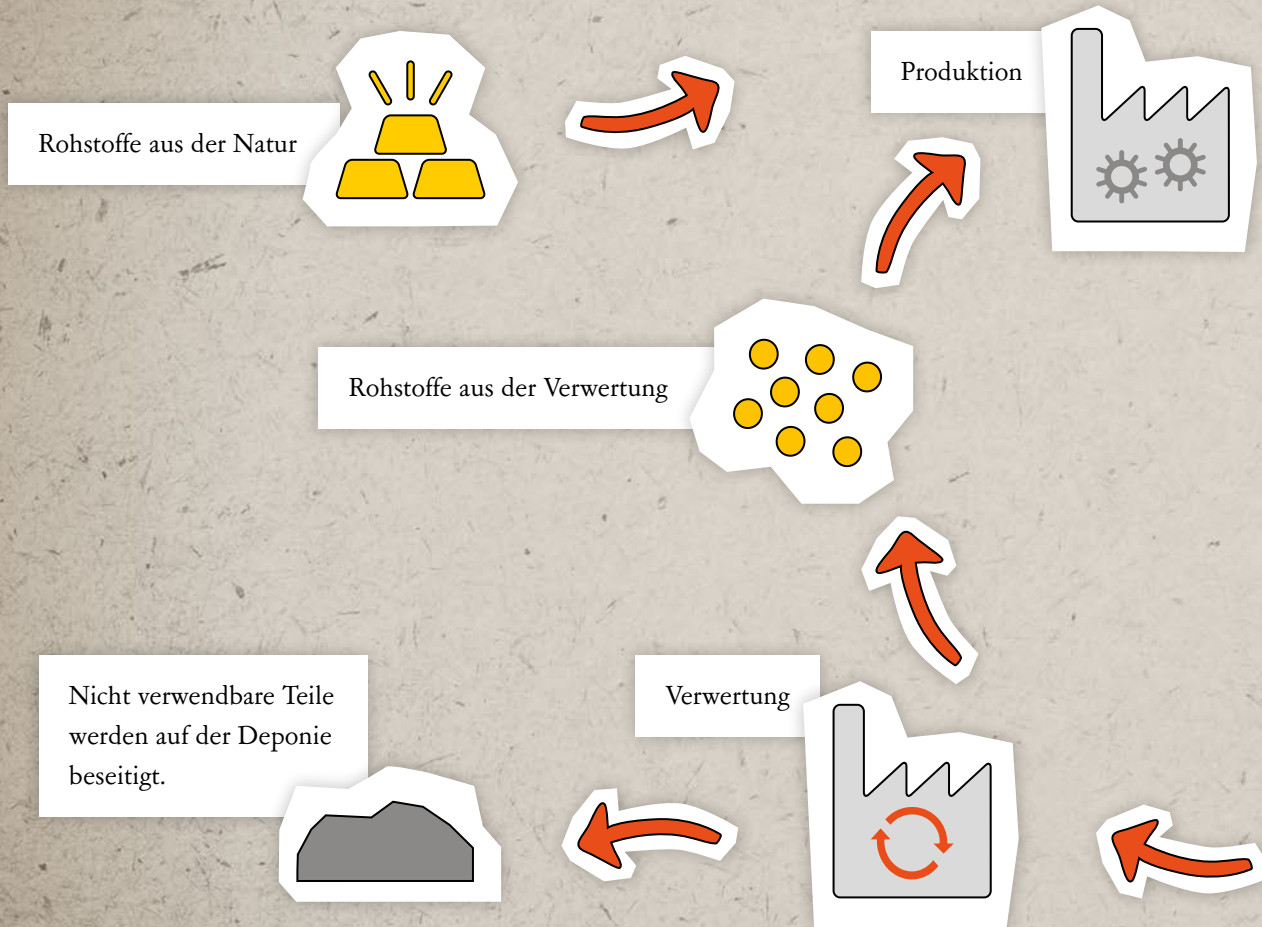 Rohstoffe aus der Natur
Produktion
Rohstoffe aus der Verwertung
Nicht verwendbare Teile
werden auf der Deponie
beseitigt.
Verwertung